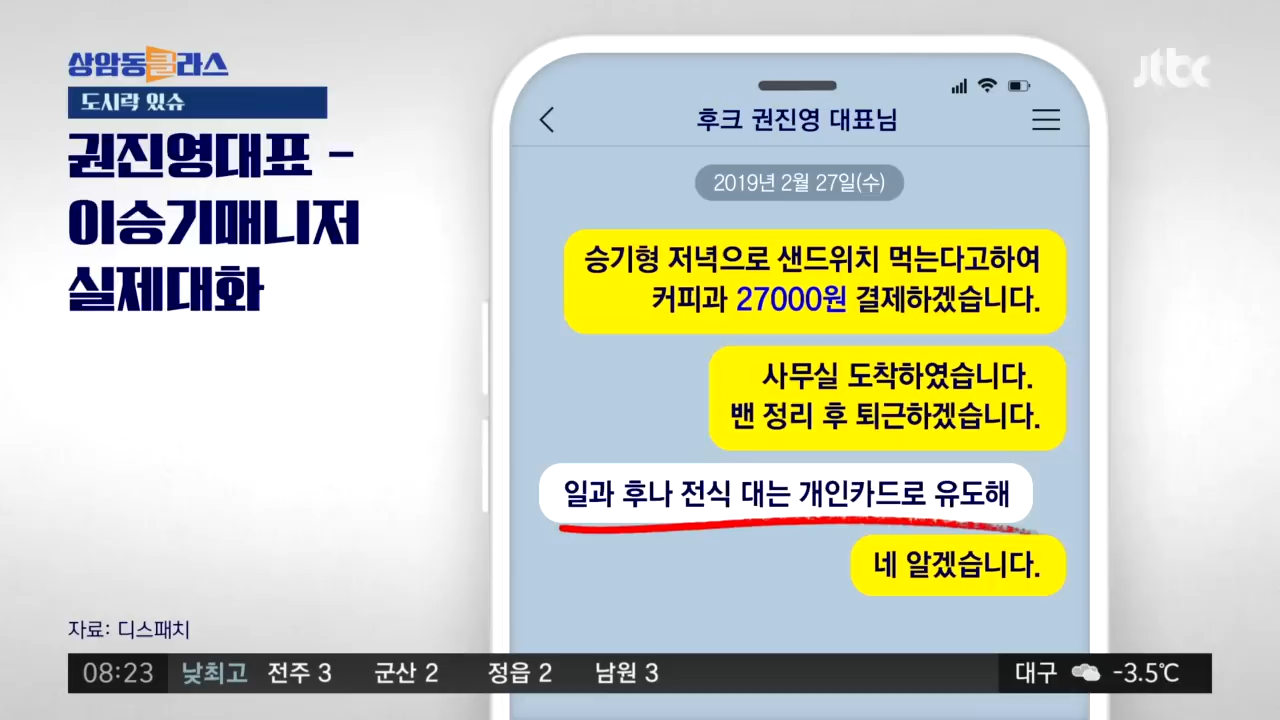 상암동클라스
도시락 있슈
권진영대표 -
이승기매니저
실제대화
자료: 디스패치
jtbc
후크 권진영 대표님
2019년 2월 27일(수)
승기형 저녁으로 샌드위치 먹는다고하여
커피과 27000원 결제하겠습니다.
사무실 도착하였습니다.
밴 정리 후 퇴근하겠습니다.
일과 후나 전식 대는 개인카드로 유도해
네 알겠습니다.
08:23 낮최고 전주 3 군산 2 정읍 2 남원 3 대구 -3.5℃